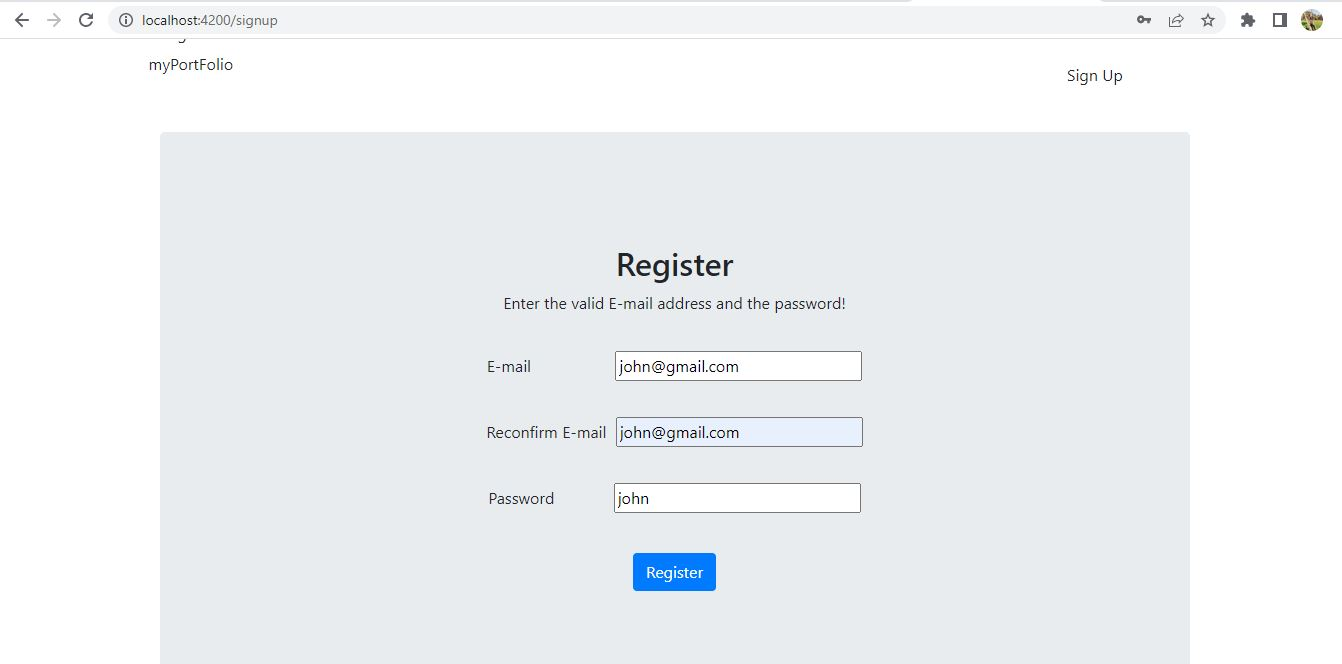 localhost:4200/signup
myPortFolio
Sign Up
Register
Enter the valid E-mail address and the password!
E-mail john@gmail.com
Reconfirm E-mail john@gmail.com
Password john
Register